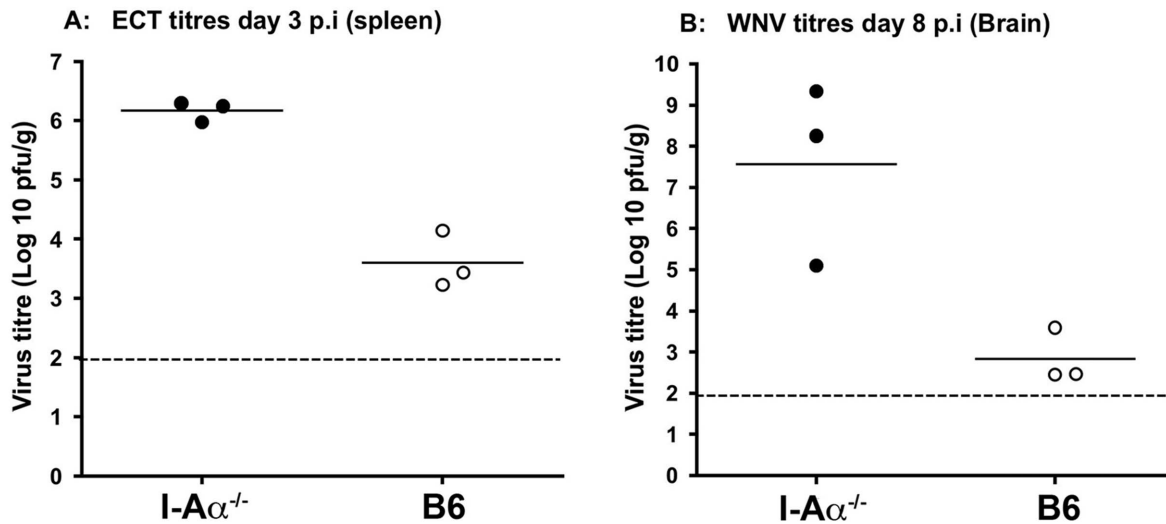 A: ECT titres day 3 p.i (spleen)
Virus titre (Log 10 pfu/g)
7
6
5
4
3
2
1
0
I-Aα-/-
B6
B: WNV titres day 8 p.i (Brain)
Virus titre (Log 10 pfu/g)
10
9
8
7
6
5
4
3
2
1
0
I-Aα-/-
B6